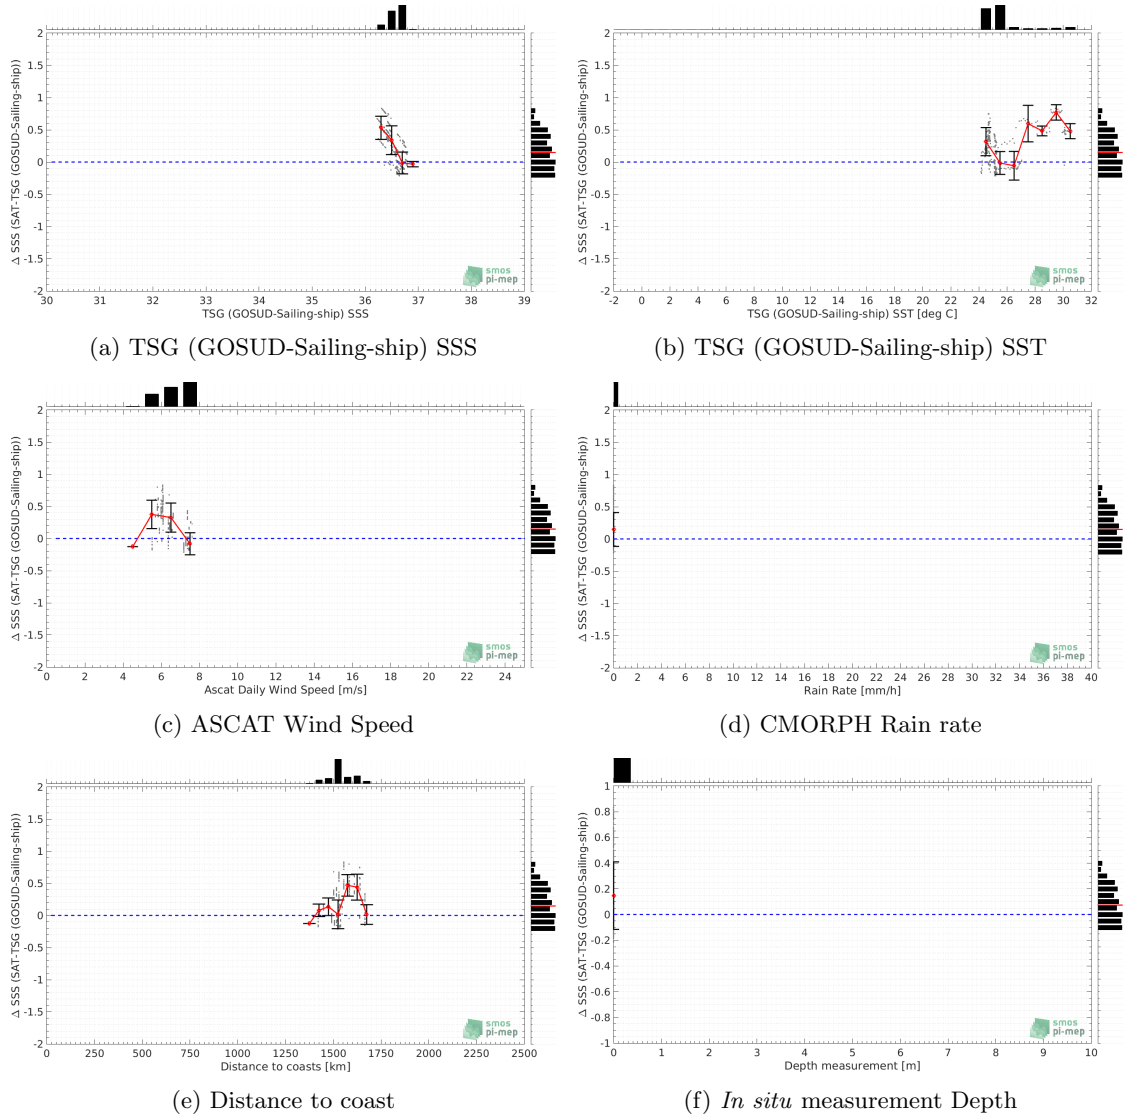 2
1.5
1
0.5
0
-0.5
-1
-1.5
-2
Δ SSS (SAT-TSG (GOSUD-Sailing-ship))
30 31 32 33 34 35 36 37 38 39
TSG (GOSUD-Sailing-ship) SSS
smos
pi-mep
(a) TSG (GOSUD-Sailing-ship) SSS
2
1.5
1
0.5
0
-0.5
-1
-1.5
-2
Δ SSS (SAT-TSG (GOSUD-Sailing-ship))
-2 0 2 4 6 8 10 12 14 16 18 20 22 24 26 28 30 32
TSG (GOSUD-Sailing-ship) SST [deg C]
smos
pi-mep
(b) TSG (GOSUD-Sailing-ship) SST
2
1.5
1
0.5
0
-0.5
-1
-1.5
-2
Δ SSS (SAT-TSG (GOSUD-Sailing-ship))
0 2 4 6 8 10 12 14 16 18 20 22 24
Ascat Daily Wind Speed [m/s]
smos
pi-mep
(c) ASCAT Wind Speed
2
1.5
1
0.5
0
-0.5
-1
-1.5
-2
Δ SSS (SAT-TSG (GOSUD-Sailing-ship))
0 2 4 6 8 10 12 14 16 18 20 22 24 26 28 30 32 34 36 38 40
Rain Rate [mm/h]
smos
pi-mep
(d) CMORPH Rain rate
2
1.5
1
0.5
0
-0.5
-1
-1.5
-2
Δ SSS (SAT-TSG (GOSUD-Sailing-ship))
0 250 500 750 1000 1250 1500 1750 2000 2250 2500
Distance to coasts [km]
smos
pi-mep
(e) Distance to coast
1
0.8
0.6
0.4
0.2
0
-0.2
-0.4
-0.6
-0.8
-1
Δ SSS (SAT-TSG (GOSUD-Sailing-ship))
0 1 2 3 4 5 6 7 8 9 10
Depth measurement [m]
smos
pi-mep
(f) In situ measurement Depth